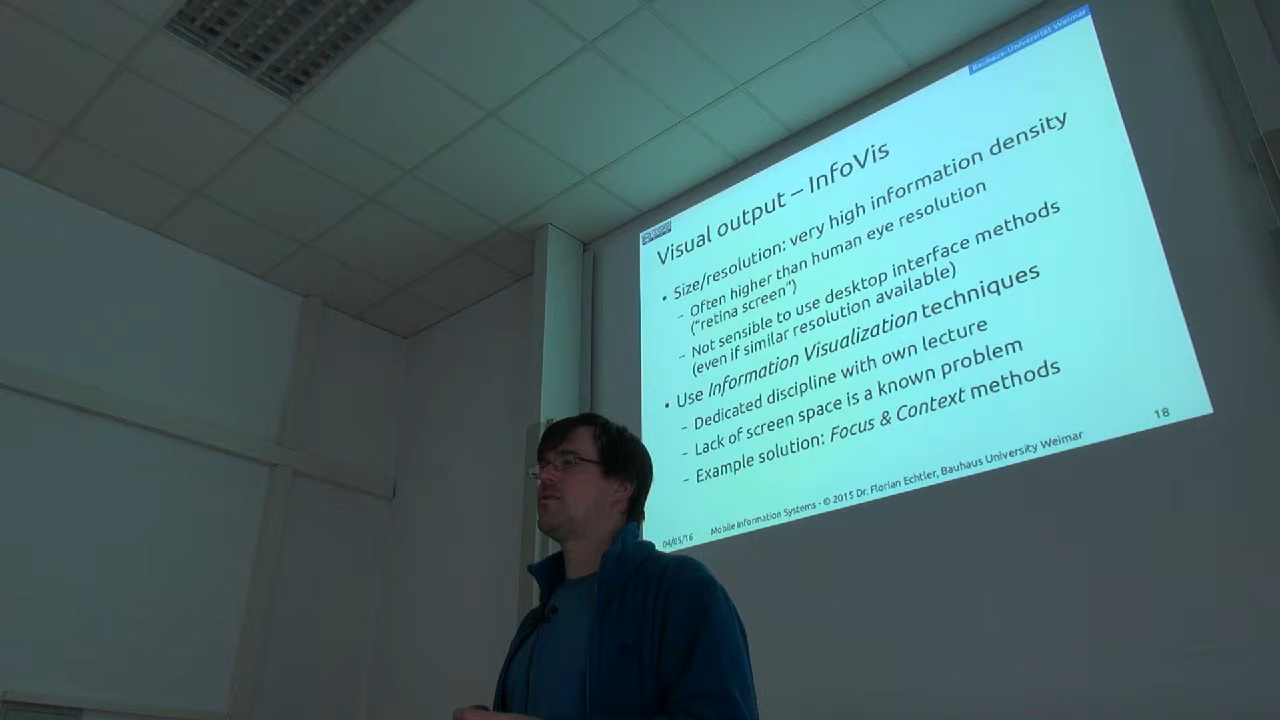 Bauhaus-Universität Weimar
Visual output – InfoVis
• Size/resolution: very high information density
– Often higher than human eye resolution
(“retina screen”)
– Not sensible to use desktop interface methods
(even if similar resolution available)
• Use Information Visualization techniques
– Dedicated discipline with own lecture
– Lack of screen space is a known problem
– Example solution: Focus & Context methods
04/05/16
Mobile Information Systems - © 2015 Dr. Florian Echtler, Bauhaus University Weimar
18